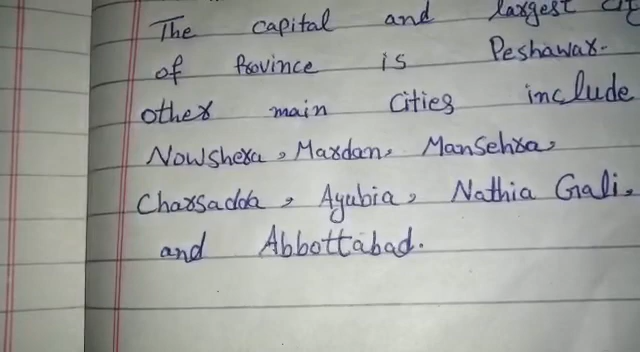 The capital and largest cit
of Province is Peshawar.
other main cities include
Nowshera, Mardan, Mansehra,
Charsadda, Ayubia, Nathia Gali,
and Abbottabad.